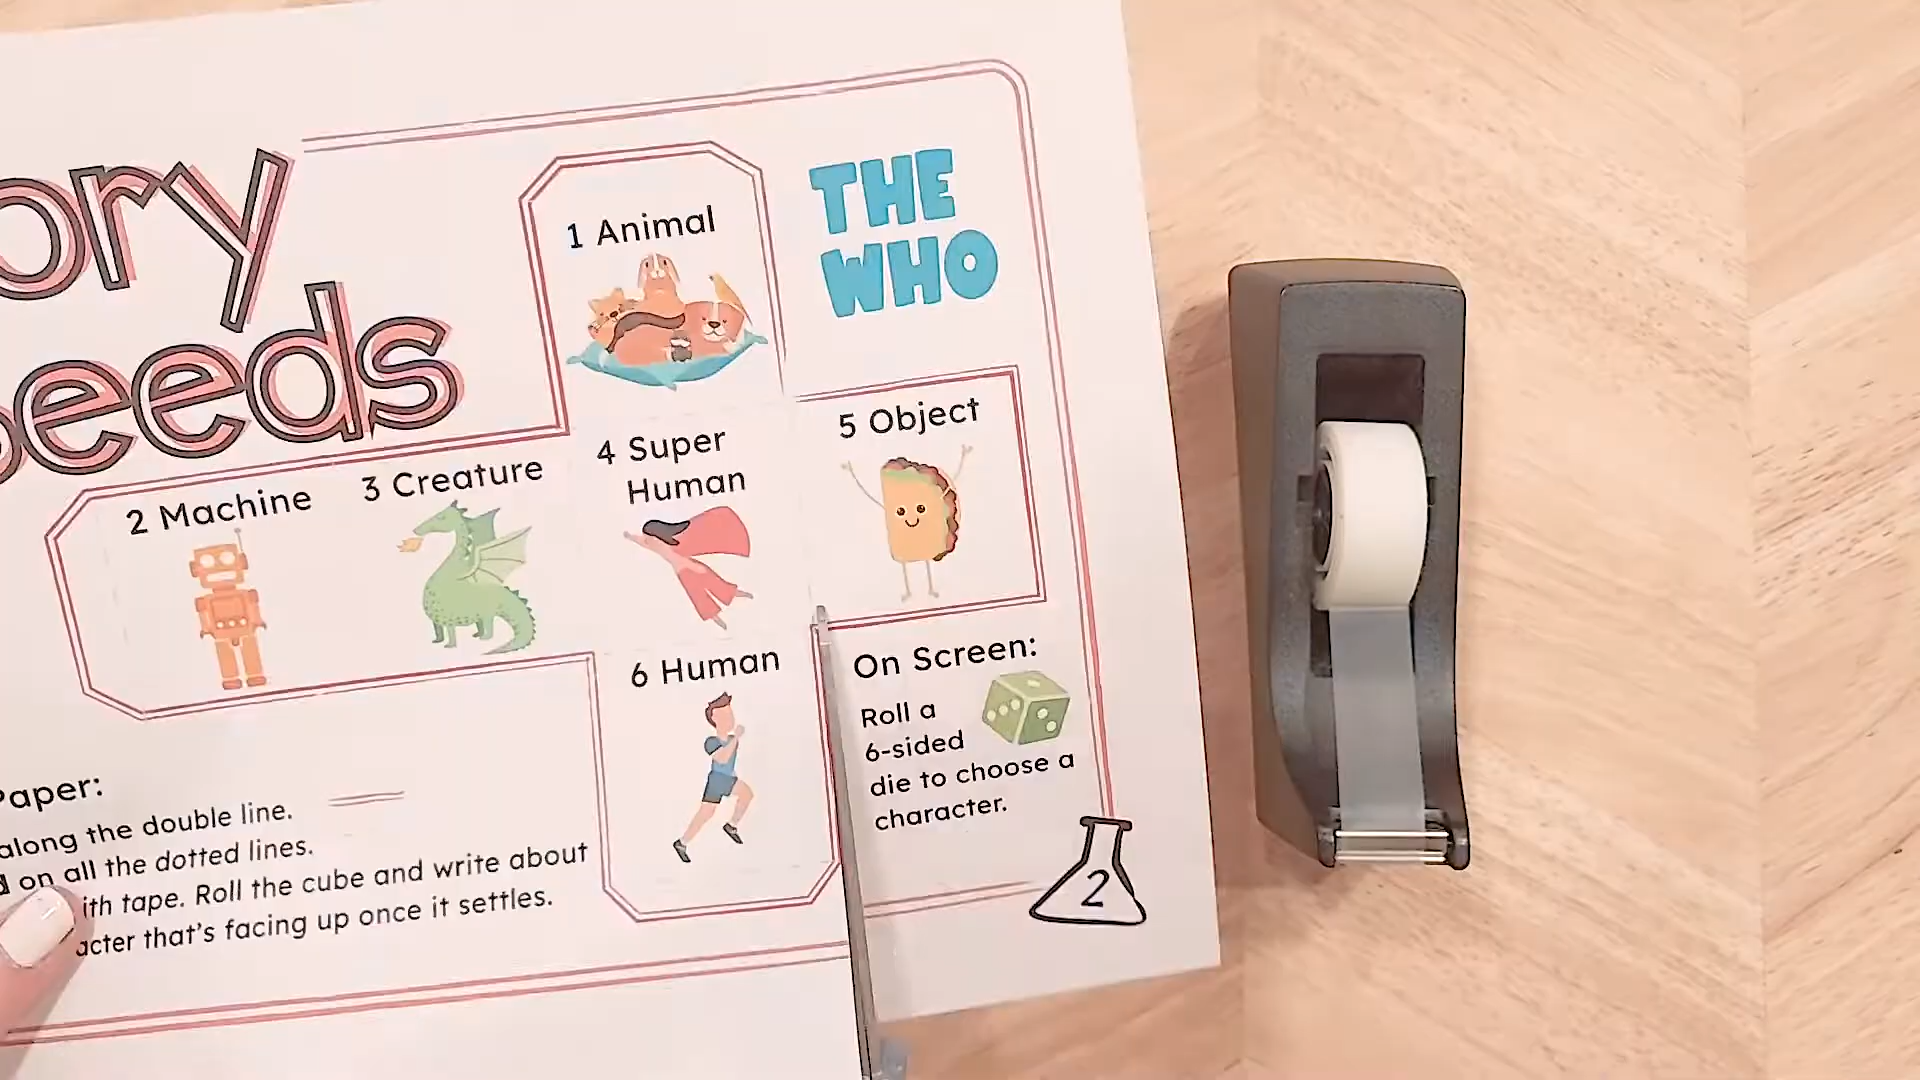 ory
eeds
THE
WHO
1 Animal
2 Machine
3 Creature
4 Super
Human
5 Object
6 Human
On Screen:
Roll a
6-sided
die to choose a
character.
Paper:
along the double line.
on all the dotted lines.
ith tape. Roll the cube and write about
acter that's facing up once it settles.
2